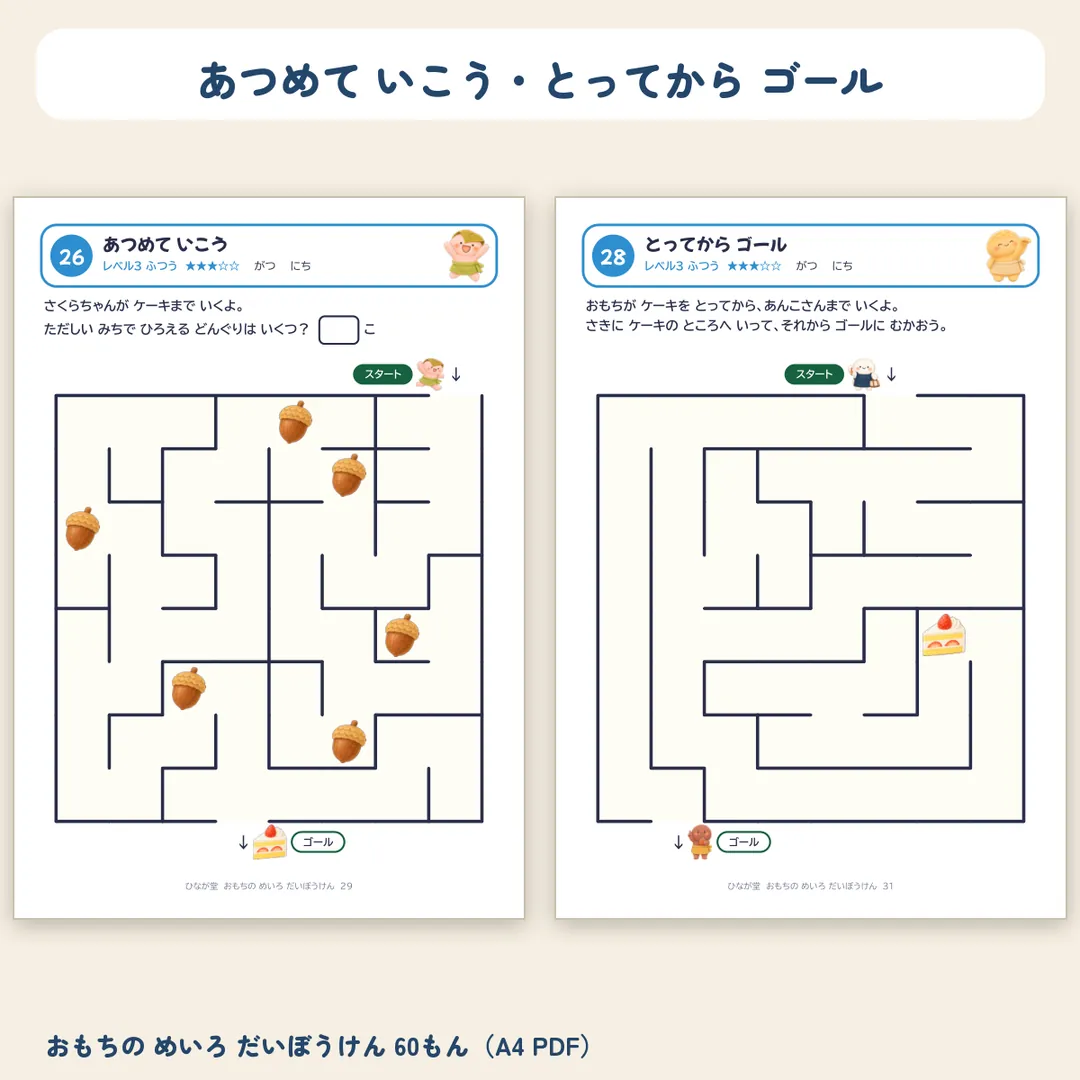 あつめて いこう・とってから ゴール
26
あつめて いこう
レベル3 ふつう ★★★☆☆ がつ にち
さくらちゃんが ケーキまで いくよ。
ただしい みちで ひろえる どんぐりは いくつ? こ
スタート ↓
↓ ゴール
ひなが堂 おもちの めいろ だいぼうけん 29
28
とってから ゴール
レベル3 ふつう ★★★☆☆ がつ にち
おもちが ケーキを とってから、あんこさんまで いくよ。
さきに ケーキの ところへ いって、それから ゴールに むかおう。
スタート ↓
↓ ゴール
ひなが堂 おもちの めいろ だいぼうけん 31
おもちの めいろ だいぼうけん 60もん（A4 PDF）